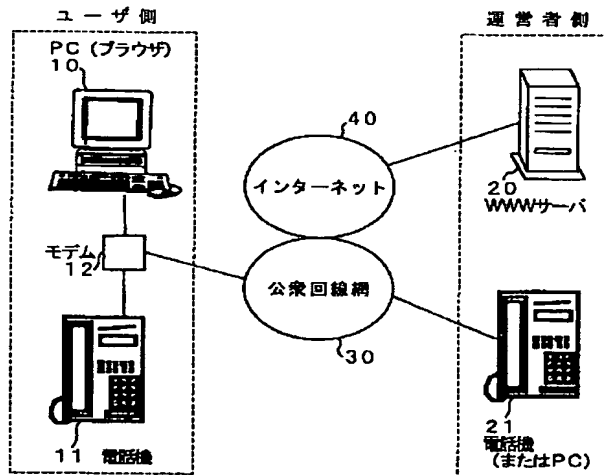 ユーザ側
PC (ブラウザ)
10
モデム
12
11 電話機
40
インターネット
公衆回線網
30
運営者側
20
WWWサーバ
21
電話機
(またはPC)